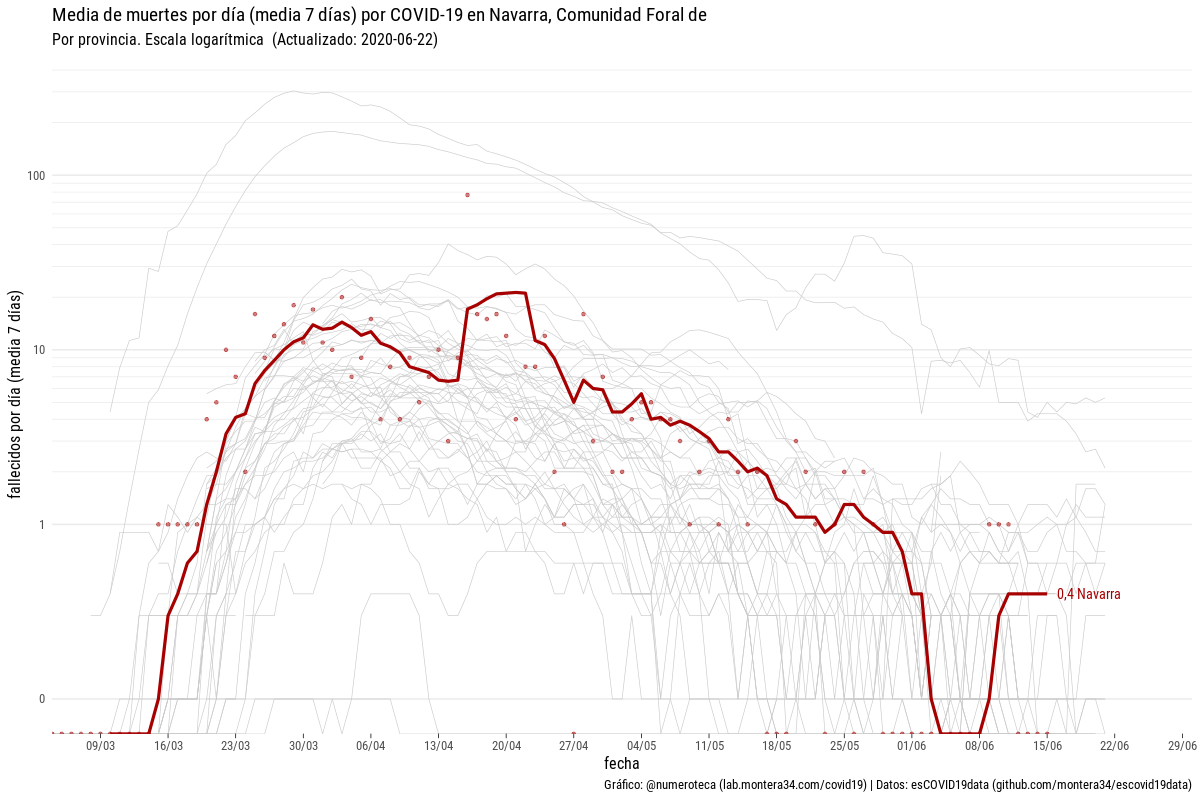 Media de muertes por día (media 7 días) por COVID-19 en Navarra, Comunidad Foral de
Por provincia. Escala logarítmica (Actualizado: 2020-06-22)
fallecidos por día (media 7 días)
100
10
1
0
0,4 Navarra
09/03 16/03 23/03 30/03 06/04 13/04 20/04 27/04 04/05 11/05 18/05 25/05 01/06 08/06 15/06 22/06 29/06
fecha
Gráfico: @numeroteca (lab.montera34.com/covid19) | Datos: esCOVID19data (github.com/montera34/escovid19data)